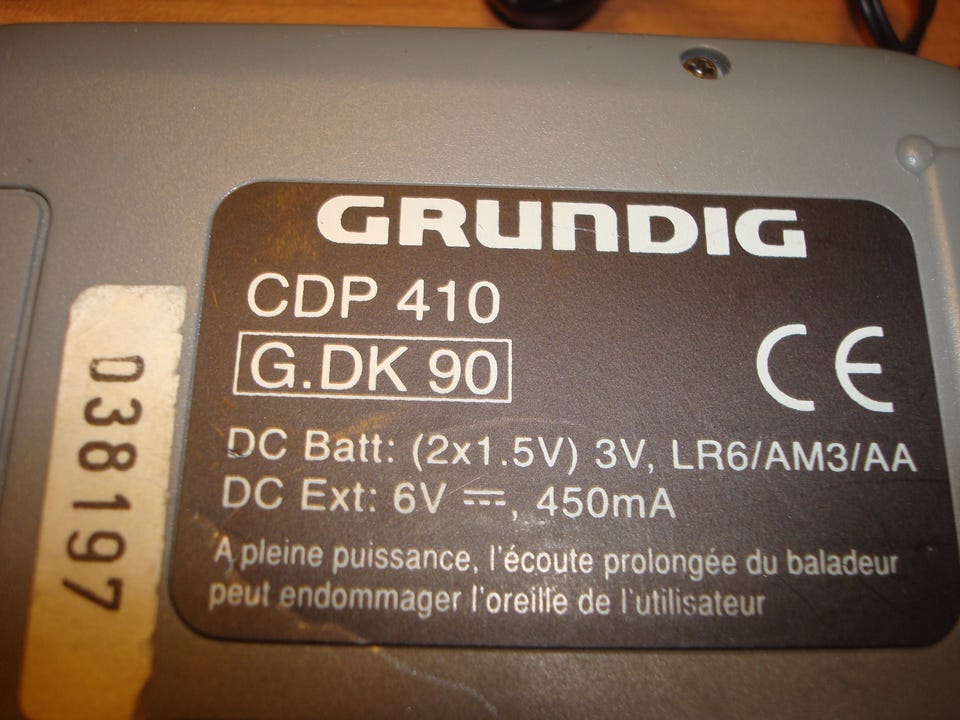 GRUNDIG
CDP 410
G.DK 90
CE
DC Batt: (2x1.5V) 3V, LR6/AM3/AA
DC Ext: 6V ⎓, 450mA
A pleine puissance, l'écoute prolongée du baladeur
peut endommager l'oreille de l'utilisateur
038197